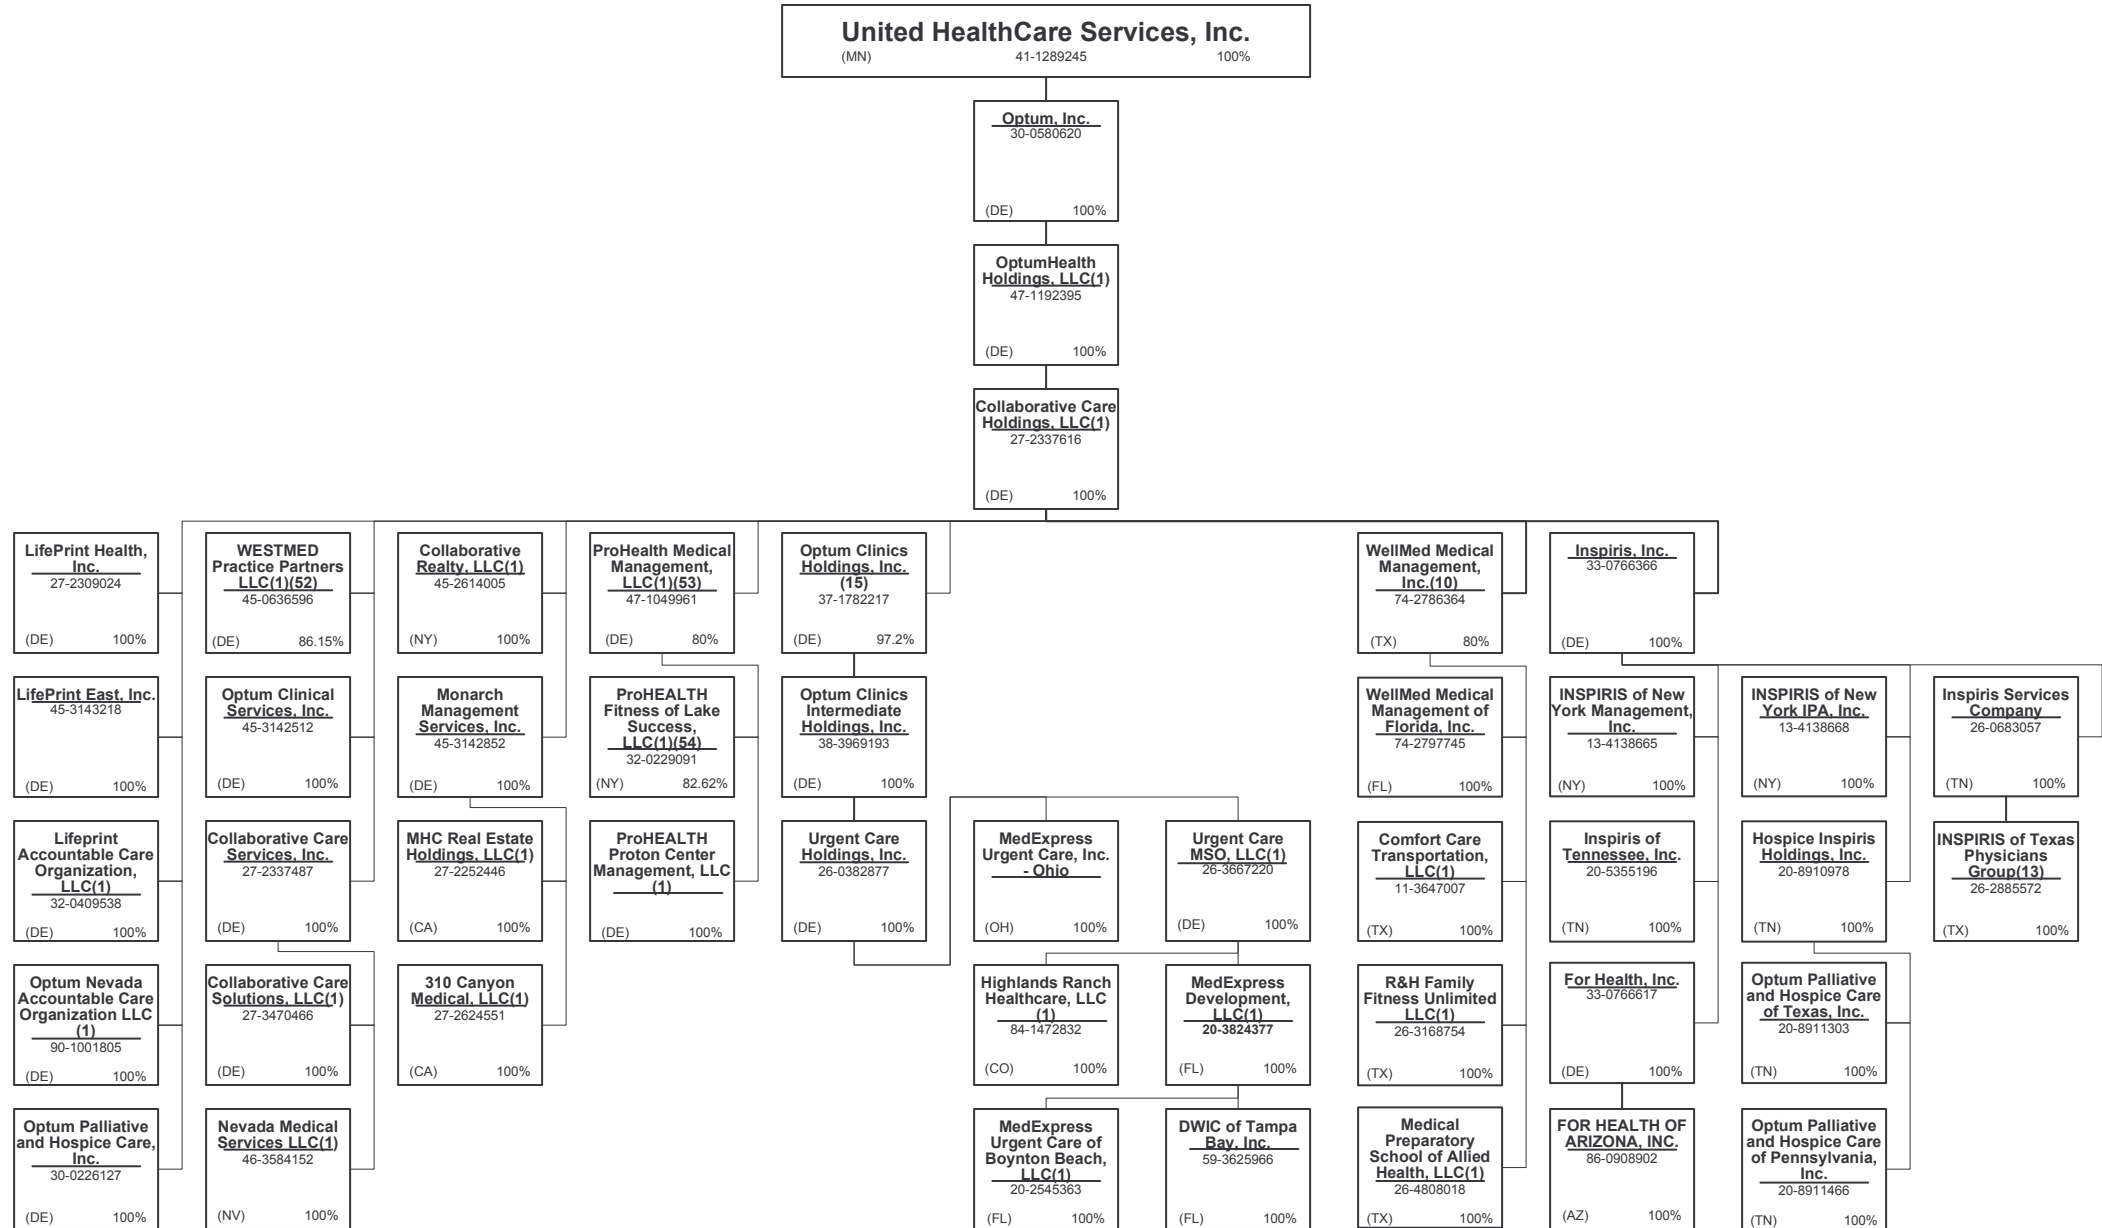 United HealthCare Services, Inc.
(MN) 41-1289245 100%
Optum, Inc.
30-0580620
(DE) 100%
OptumHealth
Holdings, LLC(1)
47-1192395
(DE) 100%
Collaborative Care
Holdings, LLC(1)
27-2337616
(DE) 100%
LifePrint Health,
Inc.
27-2309024
(DE) 100%
WESTMED
Practice Partners
LLC(1)(52)
45-0636596
(DE) 86.15%
Collaborative
Realty, LLC(1)
45-2614005
(NY) 100%
ProHealth Medical
Management,
LLC(1)(53)
47-1049961
(DE) 80%
Optum Clinics
Holdings, Inc.
(15)
37-1782217
(DE) 97.2%
WellMed Medical
Management,
Inc.(10)
74-2786364
(TX) 80%
Inspiris, Inc.
33-0766366
(DE) 100%
LifePrint East, Inc.
45-3143218
(DE) 100%
Optum Clinical
Services, Inc.
45-3142512
(DE) 100%
Monarch
Management
Services, Inc.
45-3142852
(DE) 100%
ProHEALTH
Fitness of Lake
Success,
LLC(1)(54)
32-0229091
(NY) 82.62%
Optum Clinics
Intermediate
Holdings, Inc.
38-3969193
(DE) 100%
WellMed Medical
Management of
Florida, Inc.
74-2797745
(FL) 100%
INSPIRIS of New
York Management,
Inc.
13-4138665
(NY) 100%
INSPIRIS of New
York IPA, Inc.
13-4138668
(NY) 100%
Inspiris Services
Company
26-0683057
(TN) 100%
Lifeprint
Accountable Care
Organization,
LLC(1)
32-0409538
(DE) 100%
Collaborative Care
Services, Inc.
27-2337487
(DE) 100%
MHC Real Estate
Holdings, LLC(1)
27-2252446
(CA) 100%
ProHEALTH
Proton Center
Management, LLC
(1)
(DE) 100%
Urgent Care
Holdings, Inc.
26-0382877
(DE) 100%
MedExpress
Urgent Care, Inc.
- Ohio
(OH) 100%
Urgent Care
MSO, LLC(1)
26-3667220
(DE) 100%
Comfort Care
Transportation,
LLC(1)
11-3647007
(TX) 100%
Inspiris of
Tennessee, Inc.
20-5355196
(TN) 100%
Hospice Inspiris
Holdings, Inc.
20-8910978
(TN) 100%
INSPIRIS of Texas
Physicians
Group(13)
26-2885572
(TX) 100%
Optum Nevada
Accountable Care
Organization LLC
(1)
90-1001805
(DE) 100%
Collaborative Care
Solutions, LLC(1)
27-3470466
(DE) 100%
310 Canyon
Medical, LLC(1)
27-2624551
(CA) 100%
Highlands Ranch
Healthcare, LLC
(1)
84-1472832
(CO) 100%
MedExpress
Development,
LLC(1)
20-3824377
(FL) 100%
R&H Family
Fitness Unlimited
LLC(1)
26-3168754
(TX) 100%
For Health, Inc.
33-0766617
(DE) 100%
Optum Palliative
and Hospice Care
of Texas, Inc.
20-8911303
(TN) 100%
Optum Palliative
and Hospice Care,
Inc.
30-0226127
(DE) 100%
Nevada Medical
Services LLC(1)
46-3584152
(NV) 100%
MedExpress
Urgent Care of
Boynton Beach,
LLC(1)
20-2545363
(FL) 100%
DWIC of Tampa
Bay, Inc.
59-3625966
(FL) 100%
Medical
Preparatory
School of Allied
Health, LLC(1)
26-4808018
(TX) 100%
FOR HEALTH OF
ARIZONA, INC.
86-0908902
(AZ) 100%
Optum Palliative
and Hospice Care
of Pennsylvania,
Inc.
20-8911466
(TN) 100%